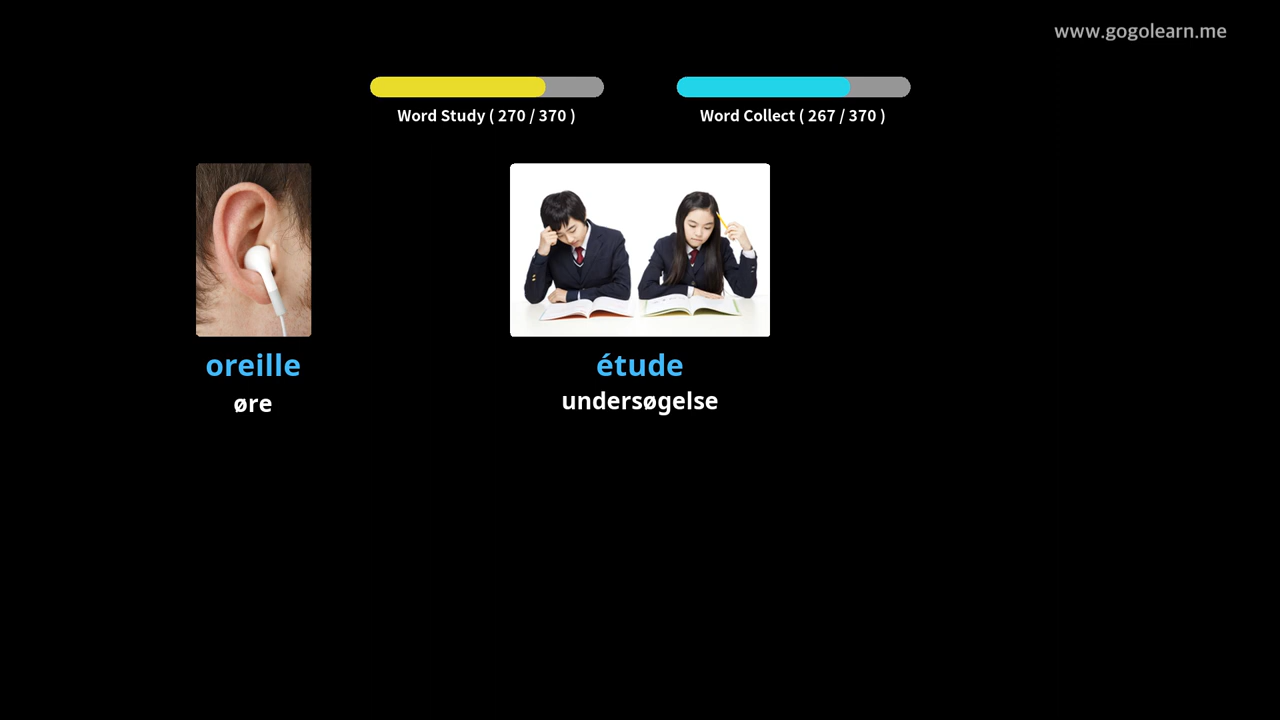 www.gogolearn.me
Word Study ( 270 / 370 )
Word Collect ( 267 / 370 )
oreille
øre
étude
undersøgelse